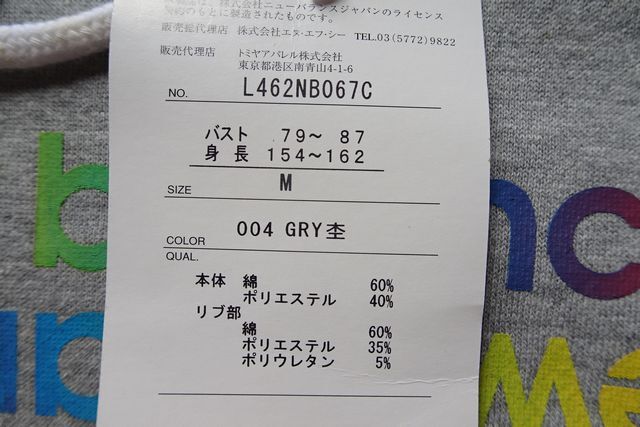 株式会社ニューバランスジャパンのライセンス
契約のもとに製造されたものです。
販売総代理店 株式会社エヌ・エフ・シー TEL.03(5772)9822
販売代理店 トミヤアパレル株式会社
東京都港区南青山4-1-6
NO. L462NB067C
バスト 79〜 87
身長 154〜162
SIZE M
COLOR 004 GRY杢
QUAL.
本体 綿 60%
ポリエステル 40%
リブ部
綿 60%
ポリエステル 35%
ポリウレタン 5%